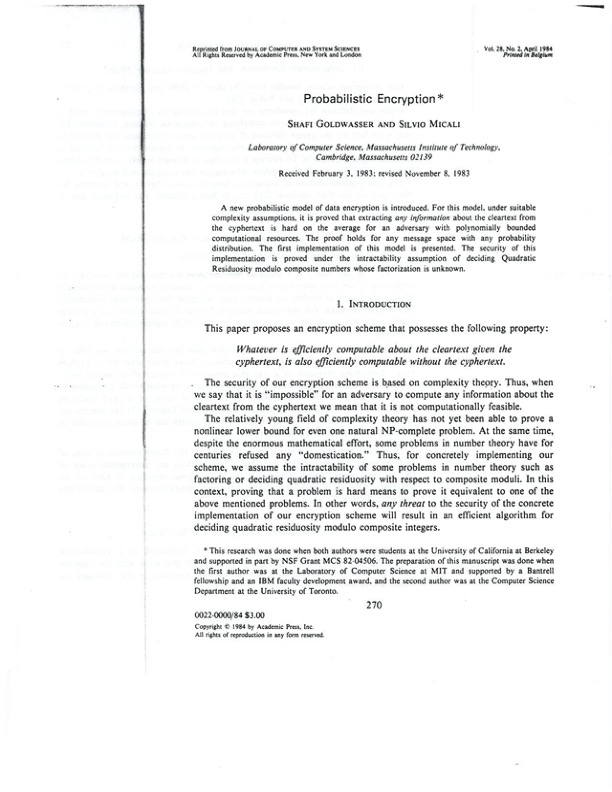 Reprinted from JOURNAL OF COMPUTER AND SYSTEM SCIENCES
All Rights Reserved by Academic Press, New York and London
Vol. 28, No. 2, April 1984
Printed in Belgium
Probabilistic Encryption*
SHAFI GOLDWASSER AND SILVIO MICALI
Laboratory of Computer Science, Massachusetts Institute of Technology,
Cambridge, Massachusetts 02139
Received February 3, 1983; revised November 8, 1983
A new probabilistic model of data encryption is introduced. For this model, under suitable
complexity assumptions, it is proved that extracting any information about the cleartext from
the cyphertext is hard on the average for an adversary with polynomially bounded
computational resources. The proof holds for any message space with any probability
distribution. The first implementation of this model is presented. The security of this
implementation is proved under the intractability assumption of deciding Quadratic
Residuosity modulo composite numbers whose factorization is unknown.
1. INTRODUCTION
This paper proposes an encryption scheme that possesses the following property:
Whatever is efficiently computable about the cleartext given the
cyphertext, is also efficiently computable without the cyphertext.
The security of our encryption scheme is based on complexity theory. Thus, when
we say that it is "impossible" for an adversary to compute any information about the
cleartext from the cyphertext we mean that it is not computationally feasible.
The relatively young field of complexity theory has not yet been able to prove a
nonlinear lower bound for even one natural NP-complete problem. At the same time,
despite the enormous mathematical effort, some problems in number theory have for
centuries refused any "domestication." Thus, for concretely implementing our
scheme, we assume the intractability of some problems in number theory such as
factoring or deciding quadratic residuosity with respect to composite moduli. In this
context, proving that a problem is hard means to prove it equivalent to one of the
above mentioned problems. In other words, any threat to the security of the concrete
implementation of our encryption scheme will result in an efficient algorithm for
deciding quadratic residuosity modulo composite integers.
* This research was done when both authors were students at the University of California at Berkeley
and supported in part by NSF Grant MCS 82-04506. The preparation of this manuscript was done when
the first author was at the Laboratory of Computer Science at MIT and supported by a Bantrell
fellowship and an IBM faculty development award, and the second author was at the Computer Science
Department at the University of Toronto.
270
0022-0000/84 $3.00
Copyright © 1984 by Academic Press, Inc.
All rights of reproduction in any form reserved.